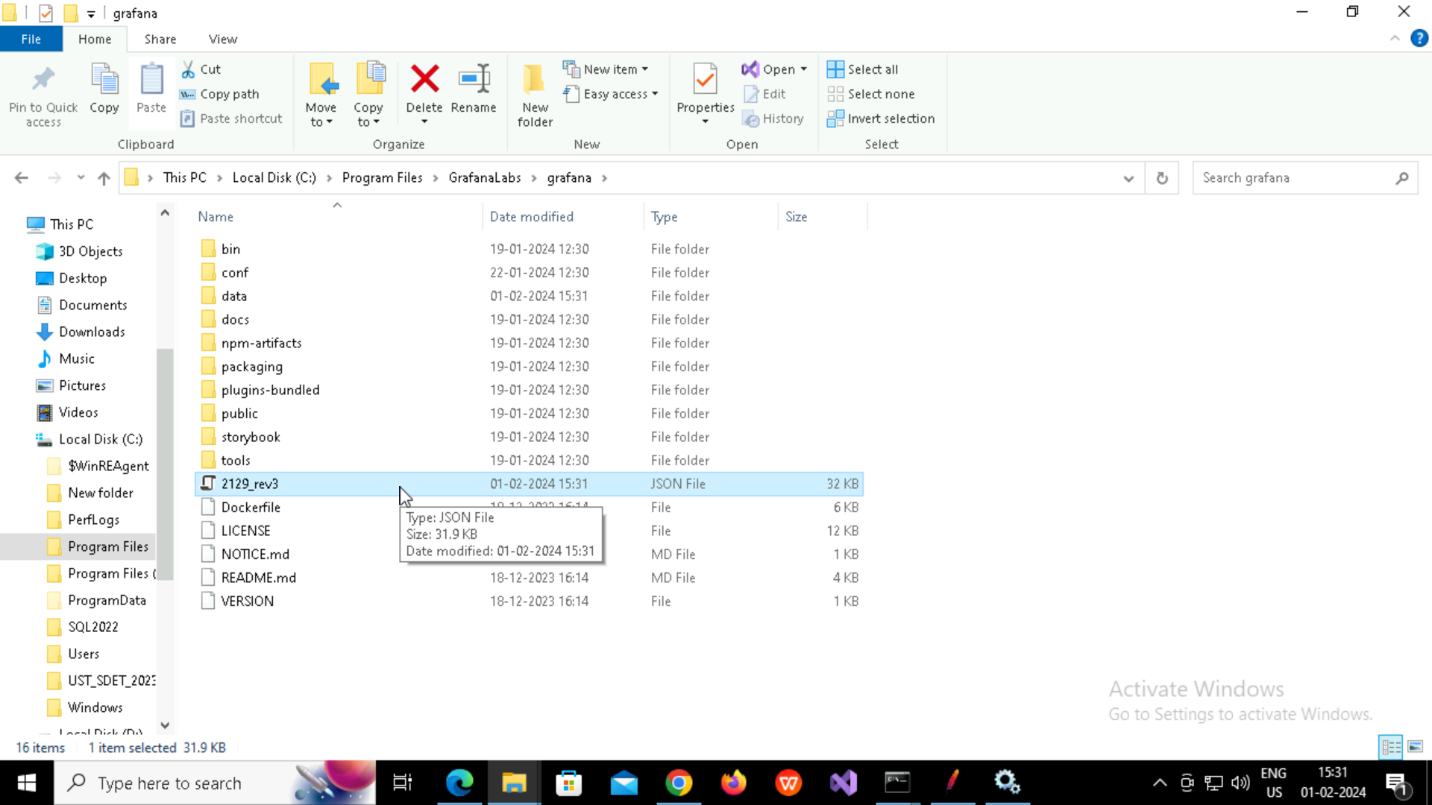 grafana
File Home Share View
Pin to Quick access
Copy
Paste
Cut
Copy path
Paste shortcut
Clipboard
Move to
Copy to
Delete
Rename
Organize
New folder
New item
Easy access
New
Properties
Open
Edit
History
Open
Select all
Select none
Invert selection
Select
This PC > Local Disk (C:) > Program Files > GrafanaLabs > grafana >
Search grafana
This PC
3D Objects
Desktop
Documents
Downloads
Music
Pictures
Videos
Local Disk (C:)
$WinREAgent
New folder
PerfLogs
Program Files
Program Files (
ProgramData
SQL2022
Users
UST_SDET_2023
Windows
Local Disk (D:)
Name Date modified Type Size
bin 19-01-2024 12:30 File folder
conf 22-01-2024 12:30 File folder
data 01-02-2024 15:31 File folder
docs 19-01-2024 12:30 File folder
npm-artifacts 19-01-2024 12:30 File folder
packaging 19-01-2024 12:30 File folder
plugins-bundled 19-01-2024 12:30 File folder
public 19-01-2024 12:30 File folder
storybook 19-01-2024 12:30 File folder
tools 19-01-2024 12:30 File folder
2129_rev3 01-02-2024 15:31 JSON File 32 KB
Dockerfile 18-12-2023 16:14 File 6 KB
LICENSE File 12 KB
NOTICE.md MD File 1 KB
README.md 18-12-2023 16:14 MD File 4 KB
VERSION 18-12-2023 16:14 File 1 KB
Type: JSON File
Size: 31.9 KB
Date modified: 01-02-2024 15:31
Activate Windows
Go to Settings to activate Windows.
16 items 1 item selected 31.9 KB
Type here to search
ENG
US
15:31
01-02-2024
1